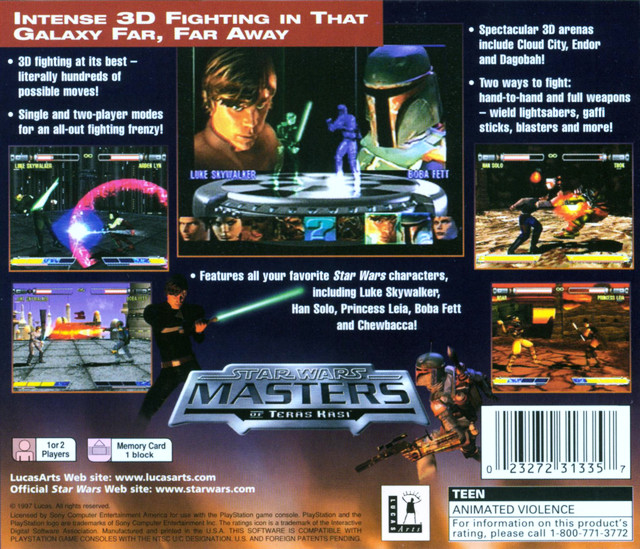 INTENSE 3D FIGHTING IN THAT
GALAXY FAR, FAR AWAY
• 3D fighting at its best –
literally hundreds of
possible moves!
• Single and two-player modes
for an all-out fighting frenzy!
• Spectacular 3D arenas
include Cloud City, Endor
and Dagobah!
• Two ways to fight:
hand-to-hand and full weapons
– wield lightsabers, gaffi
sticks, blasters and more!
LUKE SKYWALKER
BOBA FETT
LUKE SKYWALKER
ARDEN LYN
HAN SOLO
THOK
HOAR
PRINCESS LEIA
• Features all your favorite Star Wars characters,
including Luke Skywalker,
Han Solo, Princess Leia, Boba Fett
and Chewbacca!
STAR WARS
MASTERS
OF TERÄS KÄSI
1 or 2
Players
Memory Card
1 block
LucasArts Web site: www.lucasarts.com
Official Star Wars Web site: www.starwars.com
© 1997 Lucas. All rights reserved.
Licensed by Sony Computer Entertainment America for use with the PlayStation game console. PlayStation and the
PlayStation logo are trademarks of Sony Computer Entertainment Inc. The ratings icon is a trademark of the Interactive
Digital Software Association. Manufactured and printed in the U.S.A. THIS SOFTWARE IS COMPATIBLE WITH
PLAYSTATION GAME CONSOLES WITH THE NTSC U/C DESIGNATION. U.S. AND FOREIGN PATENTS PENDING.
LUCAS
Arts
0 23272 31335 7
TEEN
ANIMATED VIOLENCE
For information on this product's
rating, please call 1-800-771-3772